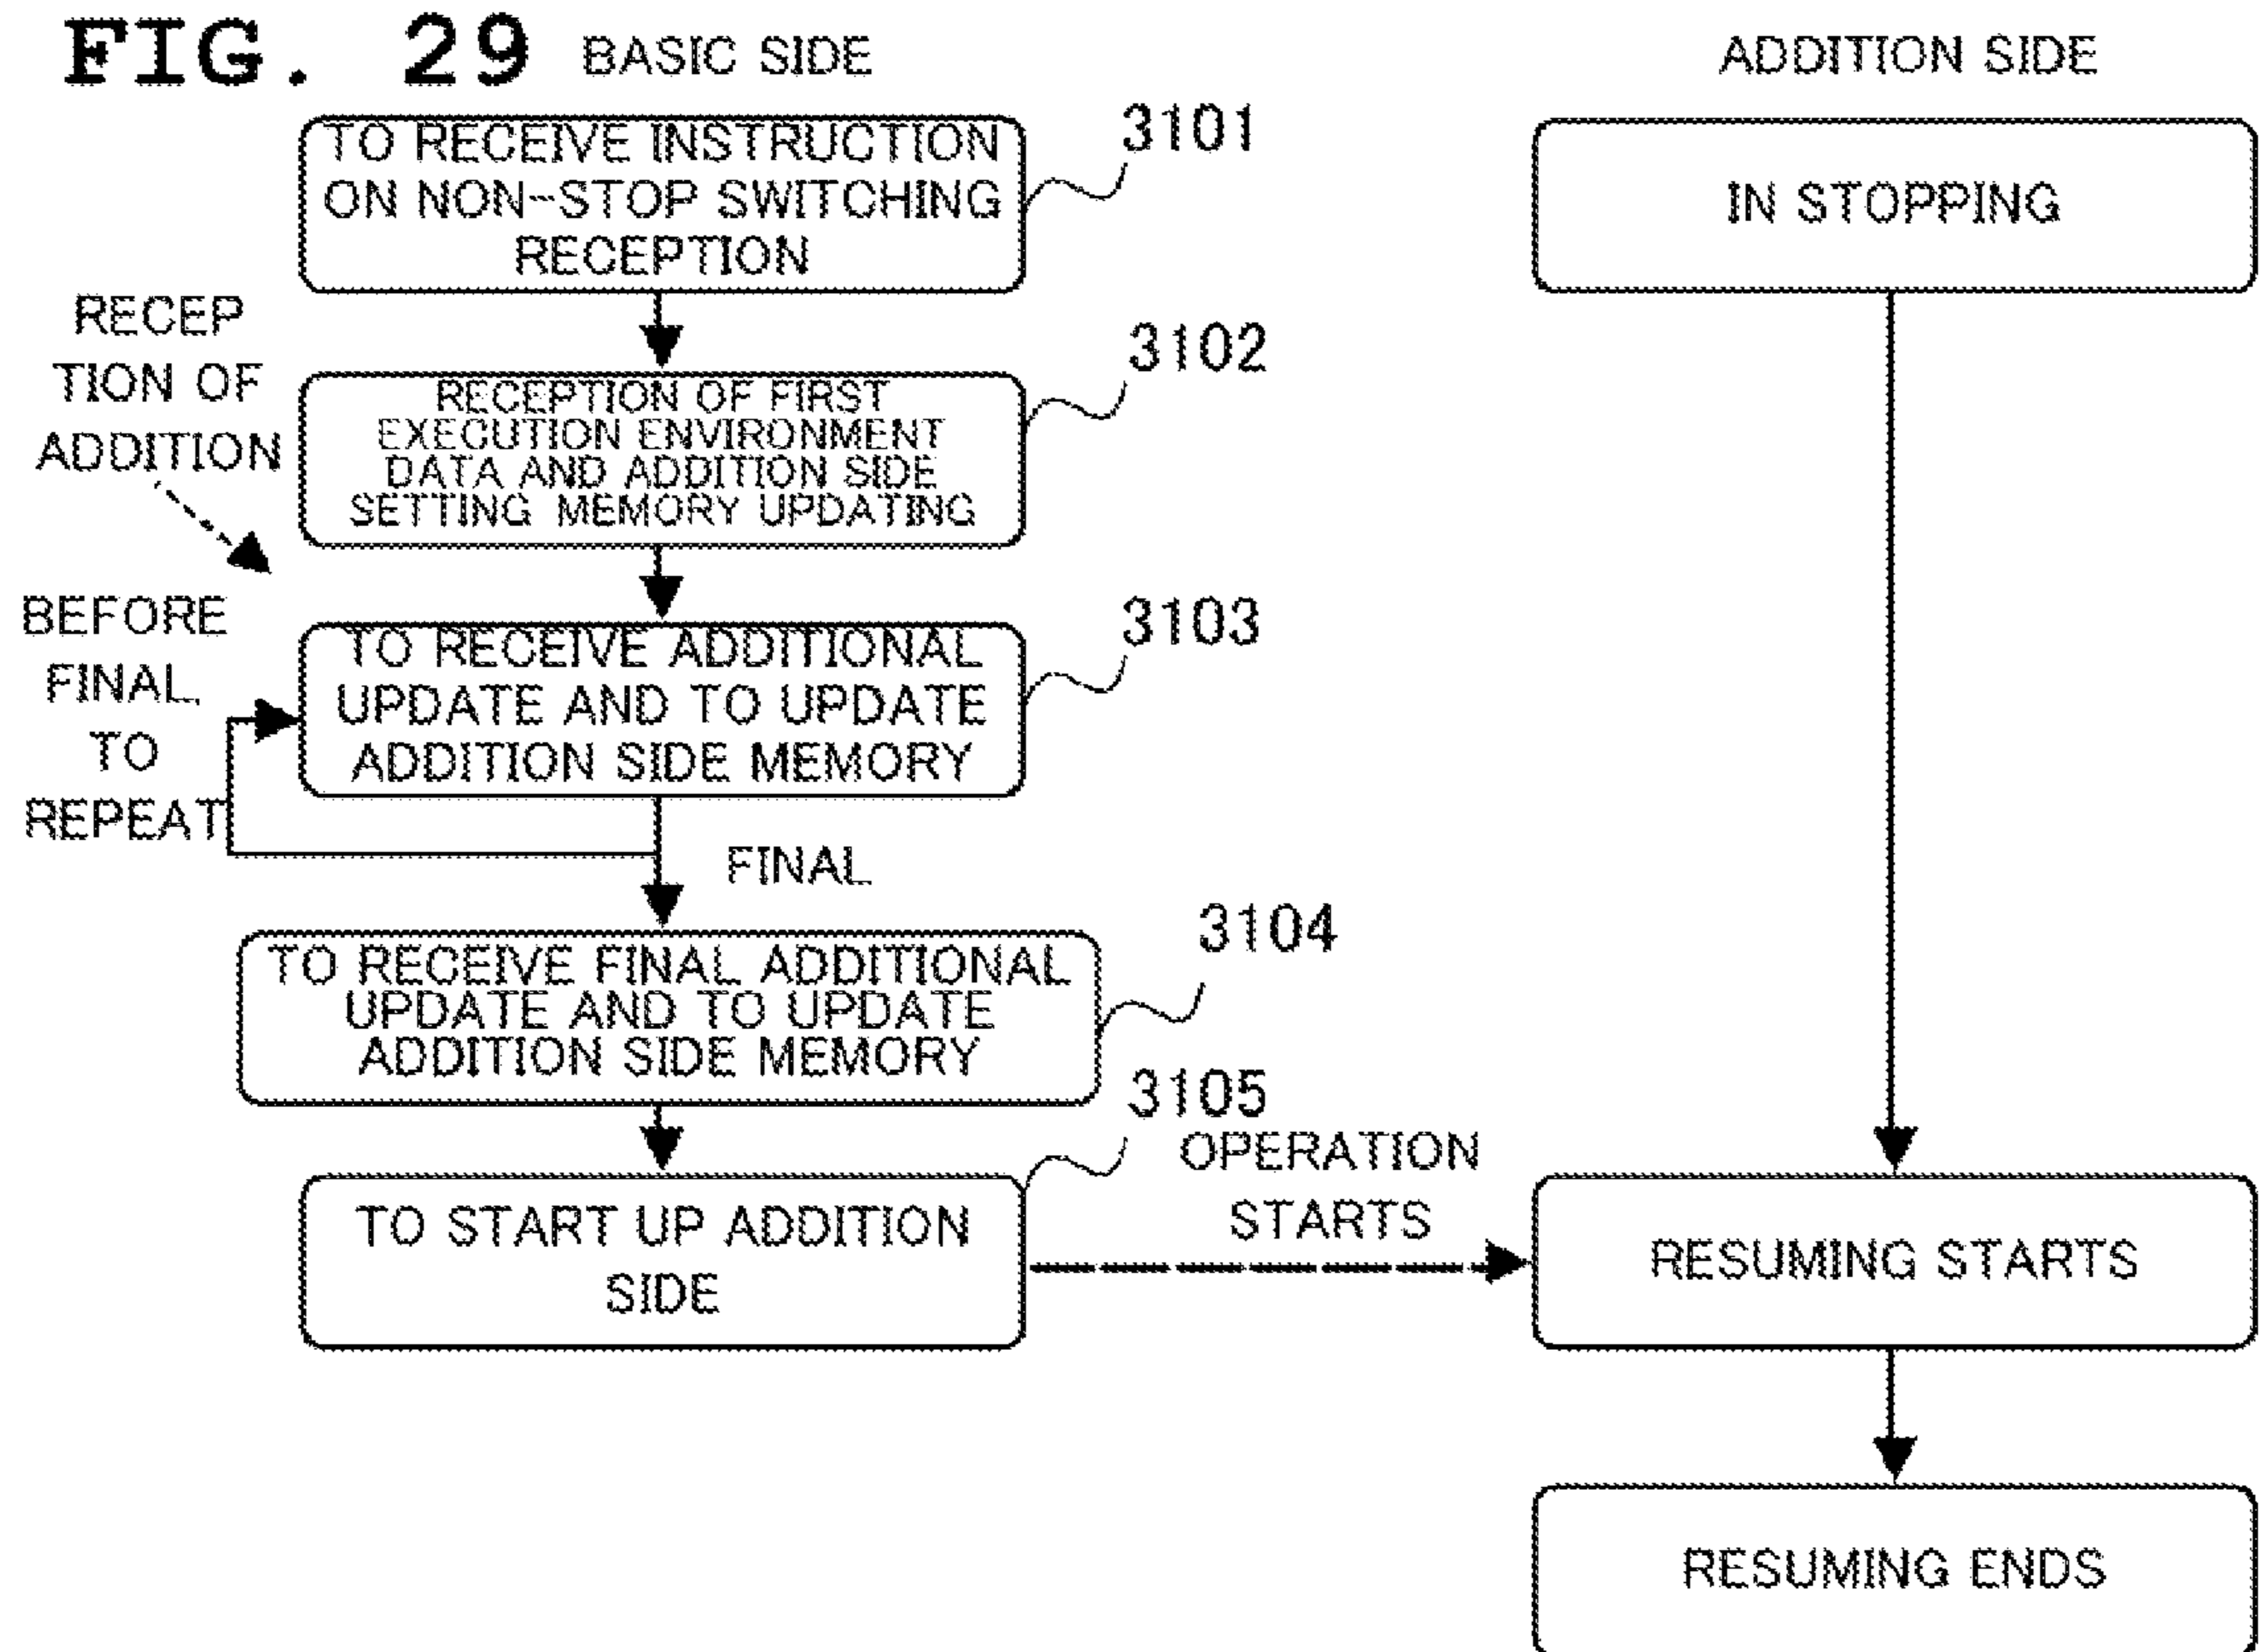 FIG. 29
BASIC SIDE
ADDITION SIDE
TO RECEIVE INSTRUCTION
ON NON-STOP SWITCHING
RECEPTION
3101
IN STOPPING
RECEP
TION OF
ADDITION
RECEPTION OF FIRST
EXECUTION ENVIRONMENT
DATA AND ADDITION SIDE
SETTING MEMORY UPDATING
3102
BEFORE
FINAL,
TO
REPEAT
TO RECEIVE ADDITIONAL
UPDATE AND TO UPDATE
ADDITION SIDE MEMORY
3103
FINAL
TO RECEIVE FINAL ADDITIONAL
UPDATE AND TO UPDATE
ADDITION SIDE MEMORY
3104
TO START UP ADDITION
SIDE
3105
OPERATION
STARTS
RESUMING STARTS
RESUMING ENDS